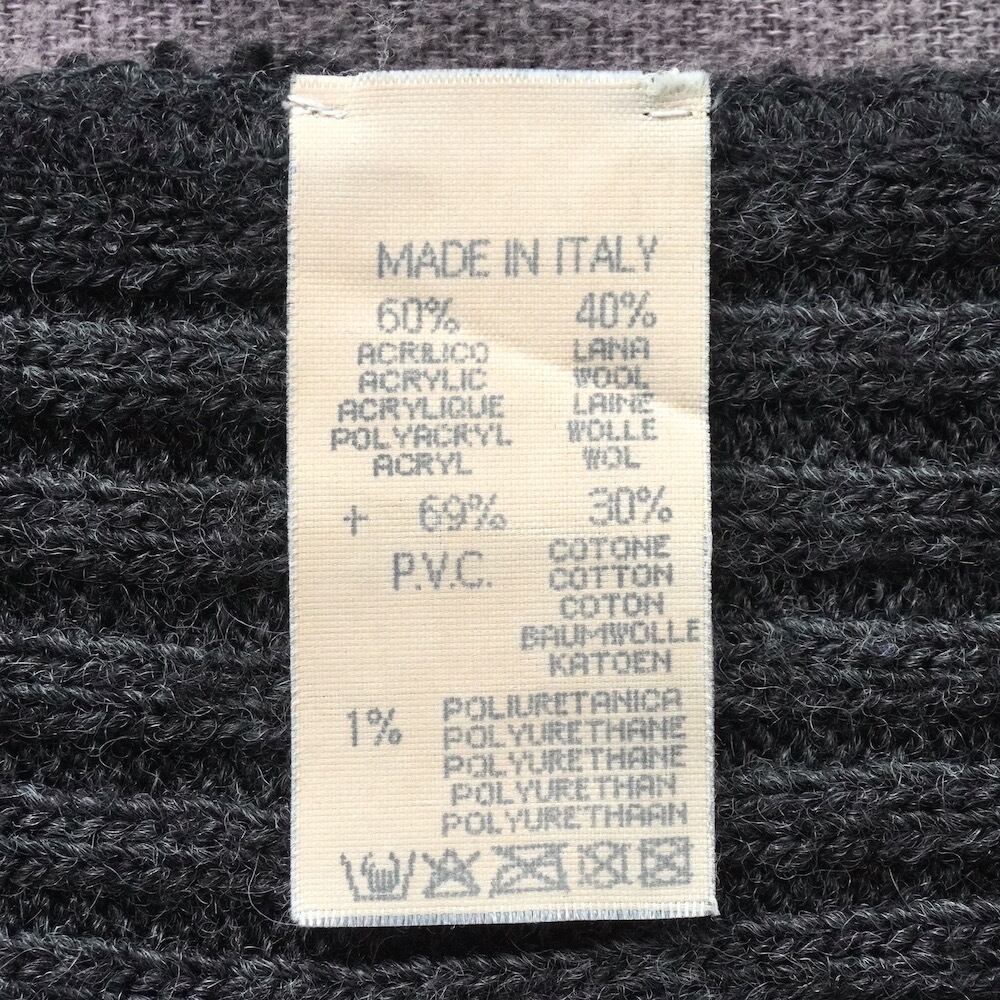 MADE IN ITALY
60% 40%
ACRILICO LANA
ACRYLIC WOOL
ACRYLIQUE LAINE
POLYACRYL WOLLE
ACRYL WOL
+ 69% 30%
P.V.C. COTONE
COTTON
COTON
BAUMWOLLE
KATOEN
1% POLIURETANICA
POLYURETHANE
POLYURETHANE
POLYURETHAN
POLYURETHAAN